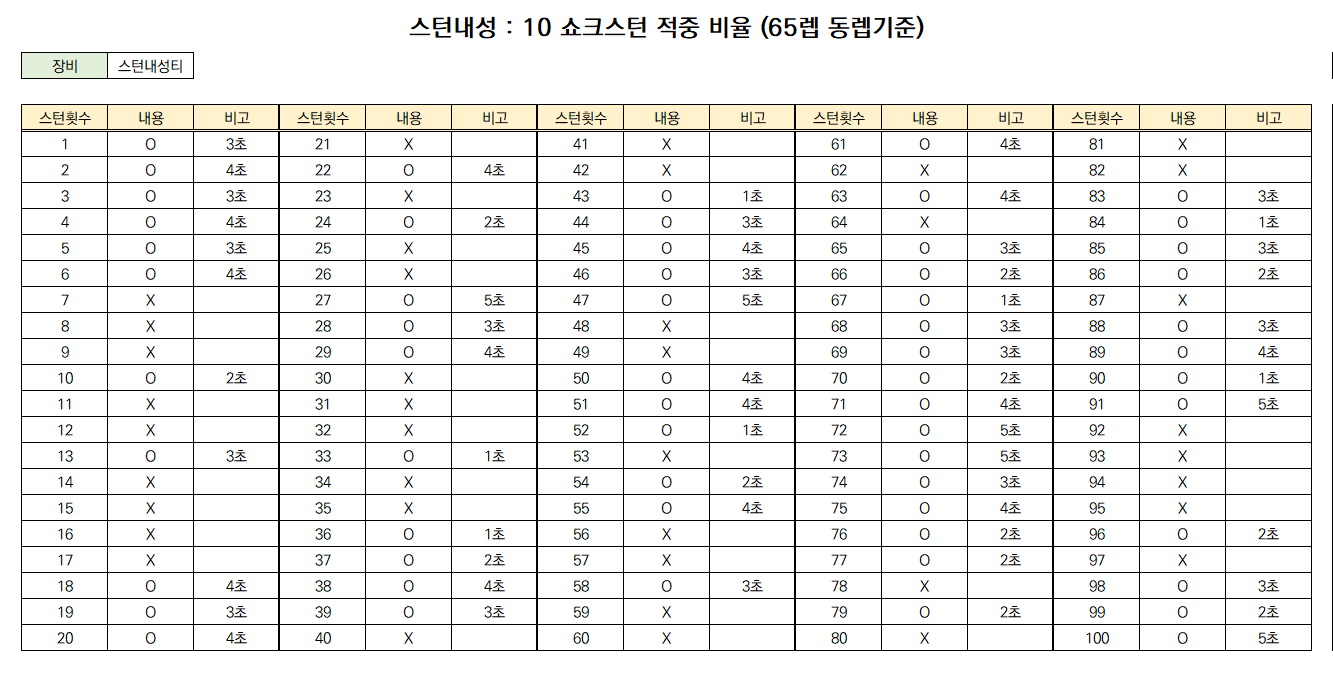 스턴내성 : 10 쇼크스턴 적중 비율 (65렙 동렙기준)
장비 스턴내성티
스턴횟수 내용 비고 스턴횟수 내용 비고 스턴횟수 내용 비고 스턴횟수 내용 비고 스턴횟수 내용 비고
1 O 3초 21 X 41 X 61 O 4초 81 X
2 O 4초 22 O 4초 42 X 62 X 82 X
3 O 3초 23 X 43 O 1초 63 O 4초 83 O 3초
4 O 4초 24 O 2초 44 O 3초 64 X 84 O 1초
5 O 3초 25 X 45 O 4초 65 O 3초 85 O 3초
6 O 4초 26 X 46 O 3초 66 O 2초 86 O 2초
7 X 27 O 5초 47 O 5초 67 O 1초 87 X
8 X 28 O 3초 48 X 68 O 3초 88 O 3초
9 X 29 O 4초 49 X 69 O 3초 89 O 4초
10 O 2초 30 X 50 O 4초 70 O 2초 90 O 1초
11 X 31 X 51 O 4초 71 O 4초 91 O 5초
12 X 32 X 52 O 1초 72 O 5초 92 X
13 O 3초 33 O 1초 53 X 73 O 5초 93 X
14 X 34 X 54 O 2초 74 O 3초 94 X
15 X 35 X 55 O 4초 75 O 4초 95 X
16 X 36 O 1초 56 X 76 O 2초 96 O 2초
17 X 37 O 2초 57 X 77 O 2초 97 X
18 O 4초 38 O 4초 58 O 3초 78 X 98 O 3초
19 O 3초 39 O 3초 59 X 79 O 2초 99 O 2초
20 O 4초 40 X 60 X 80 X 100 O 5초